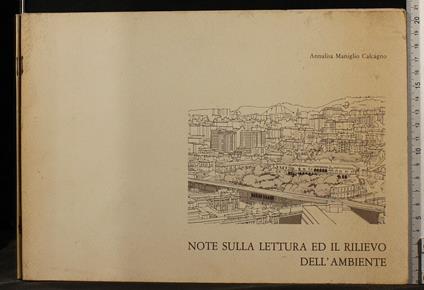 Annalisa Maniglio Calcagno
NOTE SULLA LETTURA ED IL RILIEVO
DELL'AMBIENTE